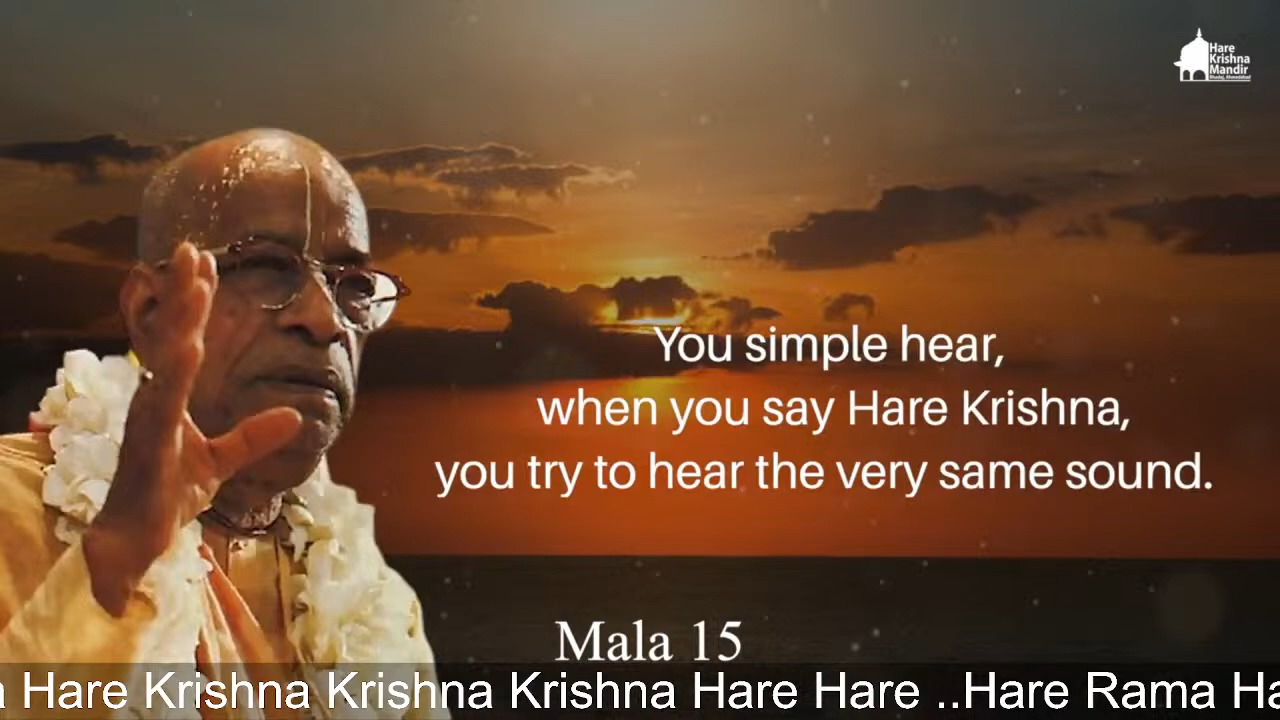 Hare
Krishna
Mandir
You simple hear,
when you say Hare Krishna,
you try to hear the very same sound.
Mala 15
a Hare Krishna Krishna Krishna Hare Hare ..Hare Rama Ha